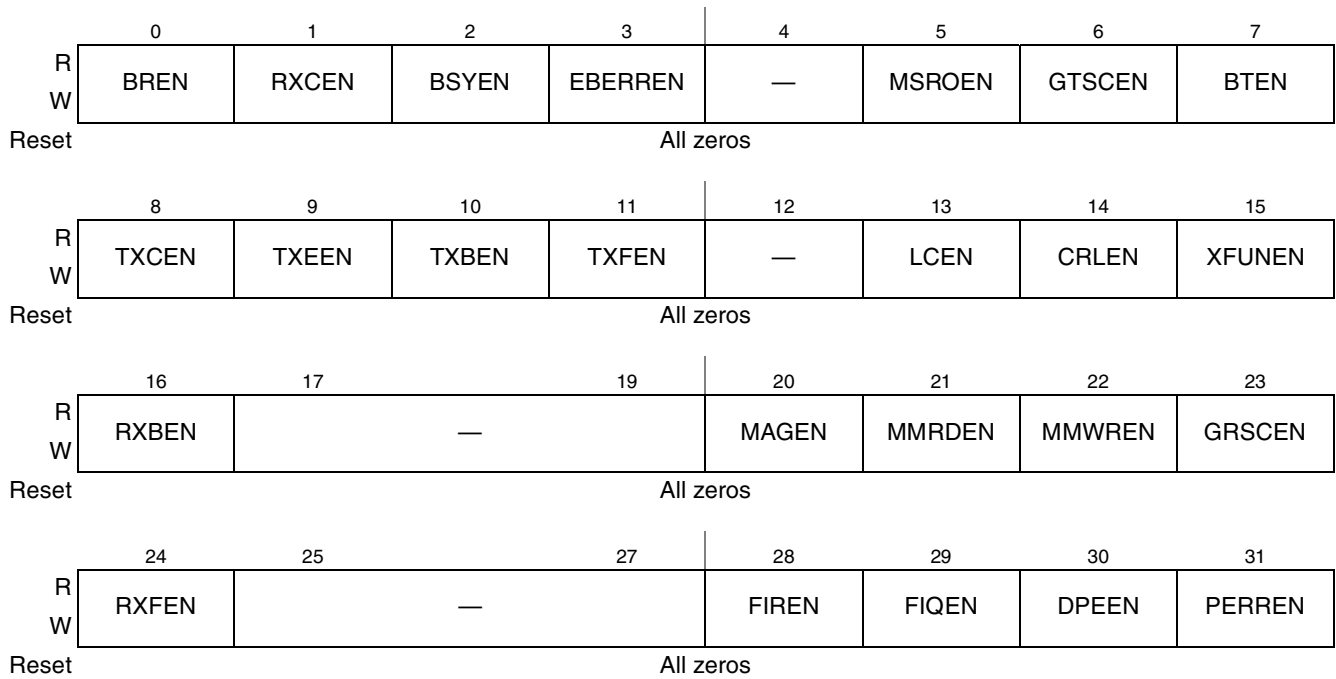 0 1 2 3 4 5 6 7
R
W
BREN RXCEN BSYEN EBERREN — MSROEN GTSCEN BTEN
Reset All zeros
8 9 10 11 12 13 14 15
R
W
TXCEN TXEEN TXBEN TXFEN — LCEN CRLEN XFUNEN
Reset All zeros
16 17 19 20 21 22 23
R
W
RXBEN — MAGEN MMRDEN MMWREN GRSCEN
Reset All zeros
24 25 27 28 29 30 31
R
W
RXFEN — FIREN FIQEN DPEEN PERREN
Reset All zeros